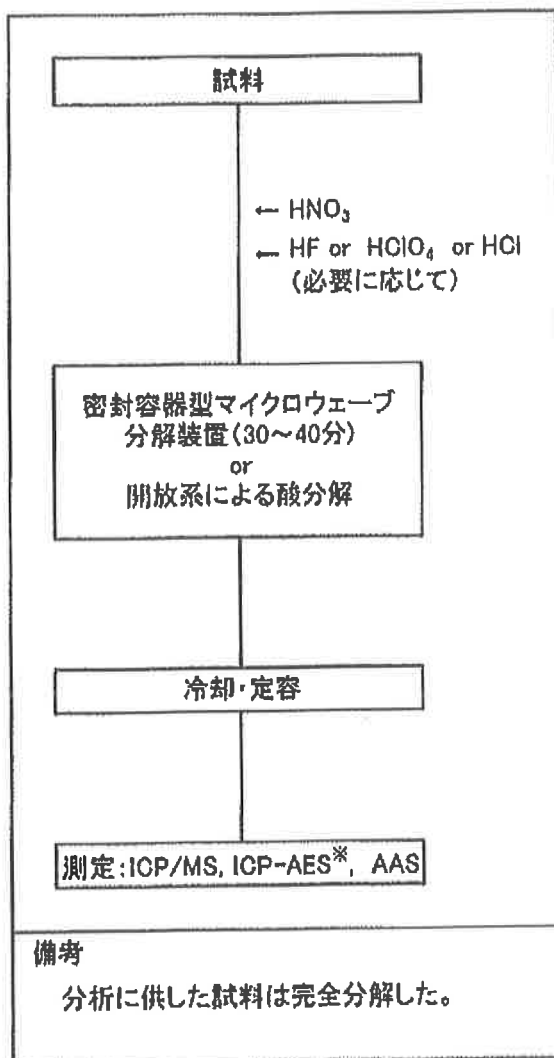 試料
← HNO₃
← HF or HClO₄ or HCl
(必要に応じて)
密封容器型マイクロウェーブ
分解装置(30～40分)
or
開放系による酸分解
冷却・定容
測定:ICP/MS, ICP-AES※, AAS
備考
分析に供した試料は完全分解した。